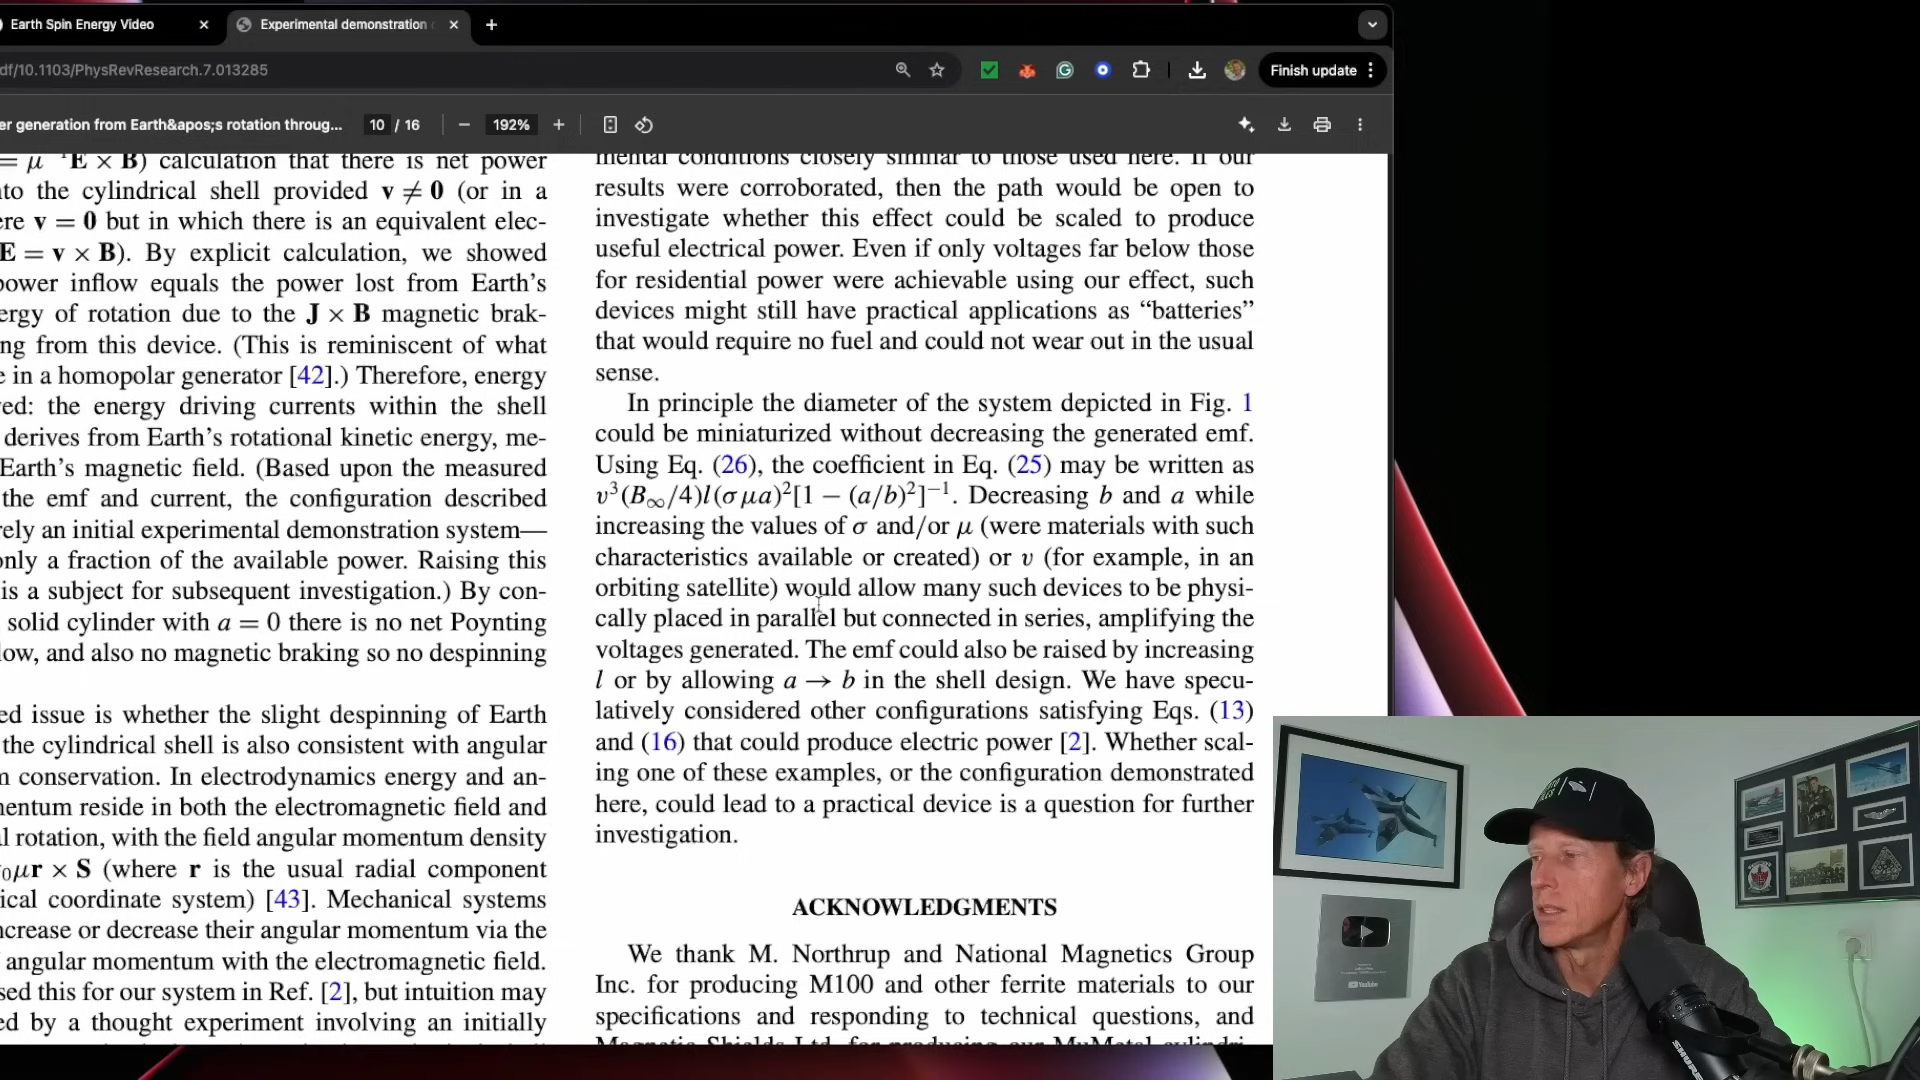 Earth Spin Energy Video
Experimental demonstration
df/10.1103/PhysRevResearch.7.013285
Finish update
er generation from Earth&apos;s rotation throug...
10 / 16
192%
E × B) calculation that there is net power
nto the cylindrical shell provided v ≠ 0 (or in a
ere v = 0 but in which there is an equivalent elec-
E = v × B). By explicit calculation, we showed
power inflow equals the power lost from Earth's
ergy of rotation due to the J × B magnetic brak-
ng from this device. (This is reminiscent of what
e in a homopolar generator [42].) Therefore, energy
ved: the energy driving currents within the shell
derives from Earth's rotational kinetic energy, me-
Earth's magnetic field. (Based upon the measured
the emf and current, the configuration described
rely an initial experimental demonstration system—
only a fraction of the available power. Raising this
is a subject for subsequent investigation.) By con-
solid cylinder with a = 0 there is no net Poynting
low, and also no magnetic braking so no despinning
ed issue is whether the slight despinning of Earth
the cylindrical shell is also consistent with angular
n conservation. In electrodynamics energy and an-
nentum reside in both the electromagnetic field and
l rotation, with the field angular momentum density
₀μr × S (where r is the usual radial component
ical coordinate system) [43]. Mechanical systems
ncrease or decrease their angular momentum via the
angular momentum with the electromagnetic field.
sed this for our system in Ref. [2], but intuition may
ed by a thought experiment involving an initially
mental conditions closely similar to those used here. If our
results were corroborated, then the path would be open to
investigate whether this effect could be scaled to produce
useful electrical power. Even if only voltages far below those
for residential power were achievable using our effect, such
devices might still have practical applications as “batteries”
that would require no fuel and could not wear out in the usual
sense.
In principle the diameter of the system depicted in Fig. 1
could be miniaturized without decreasing the generated emf.
Using Eq. (26), the coefficient in Eq. (25) may be written as
v³(B∞/4)l(σμa)²[1 − (a/b)²]⁻¹. Decreasing b and a while
increasing the values of σ and/or μ (were materials with such
characteristics available or created) or v (for example, in an
orbiting satellite) would allow many such devices to be physi-
cally placed in parallel but connected in series, amplifying the
voltages generated. The emf could also be raised by increasing
l or by allowing a → b in the shell design. We have specu-
latively considered other configurations satisfying Eqs. (13)
and (16) that could produce electric power [2]. Whether scal-
ing one of these examples, or the configuration demonstrated
here, could lead to a practical device is a question for further
investigation.
ACKNOWLEDGMENTS
We thank M. Northrup and National Magnetics Group
Inc. for producing M100 and other ferrite materials to our
specifications and responding to technical questions, and
Magnetic Shields Ltd. for producing our MuMetal cylindri-
YouTube